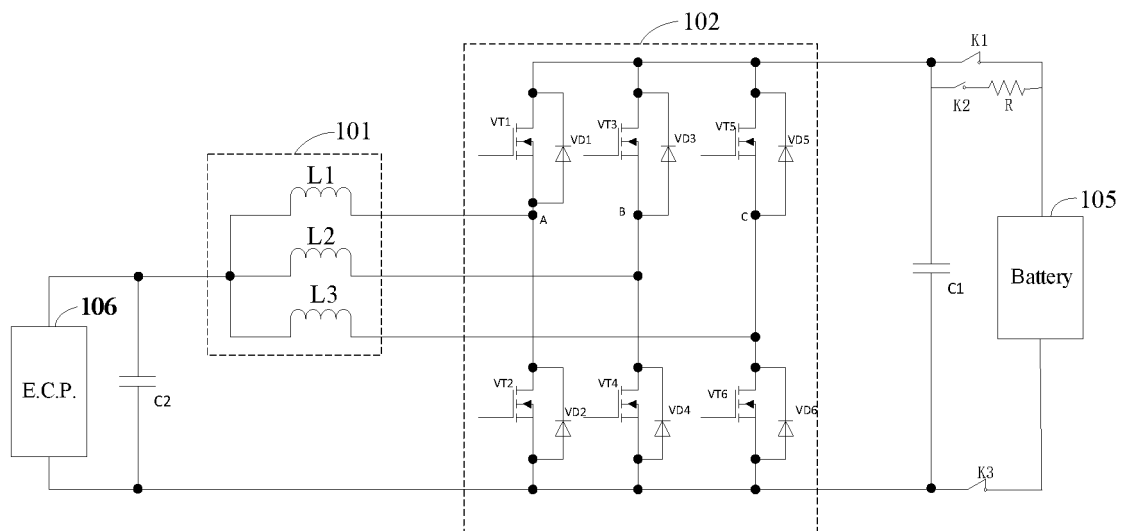 102
K1
K2
R
VT1
VD1
VT3
VD3
VT5
VD5
101
L1
A
B
C
105
L2
Battery
C1
106
L3
E.C.P.
C2
VT2
VD2
VT4
VD4
VT6
VD6
K3